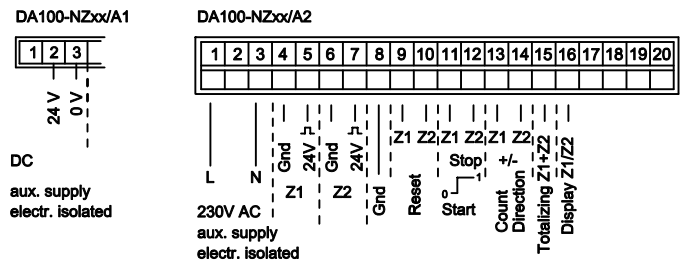 DA100-NZxx/A1
DA100-NZxx/A2
1 2 3
1 2 3 4 5 6 7 8 9 10 11 12 13 14 15 16 17 18 19 20
24 V
0 V
DC
aux. supply
electr. isolated
L
N
230V AC
aux. supply
electr. isolated
Gnd
24V
Z1
Gnd
24V
Z2
Gnd
Z1 Z2
Reset
Z1 Z2
Stop
0
1
Start
Z1 Z2
+/-
Count
Direction
Totalizing Z1+Z2
Display Z1/Z2